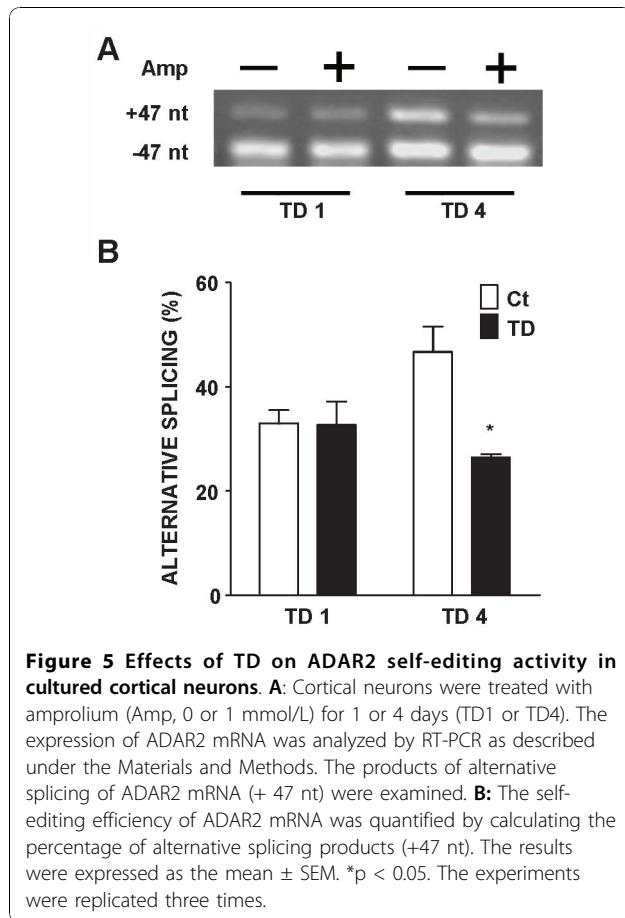 A
Amp − + − +
+47 nt
-47 nt
TD 1 TD 4
B
ALTERNATIVE SPLICING (%)
60
40
20
0
Ct
TD
*
TD 1 TD 4
Figure 5 Effects of TD on ADAR2 self-editing activity in
cultured cortical neurons. A: Cortical neurons were treated with
amprolium (Amp, 0 or 1 mmol/L) for 1 or 4 days (TD1 or TD4). The
expression of ADAR2 mRNA was analyzed by RT-PCR as described
under the Materials and Methods. The products of alternative
splicing of ADAR2 mRNA (+ 47 nt) were examined. B: The self-
editing efficiency of ADAR2 mRNA was quantified by calculating the
percentage of alternative splicing products (+47 nt). The results
were expressed as the mean ± SEM. *p < 0.05. The experiments
were replicated three times.